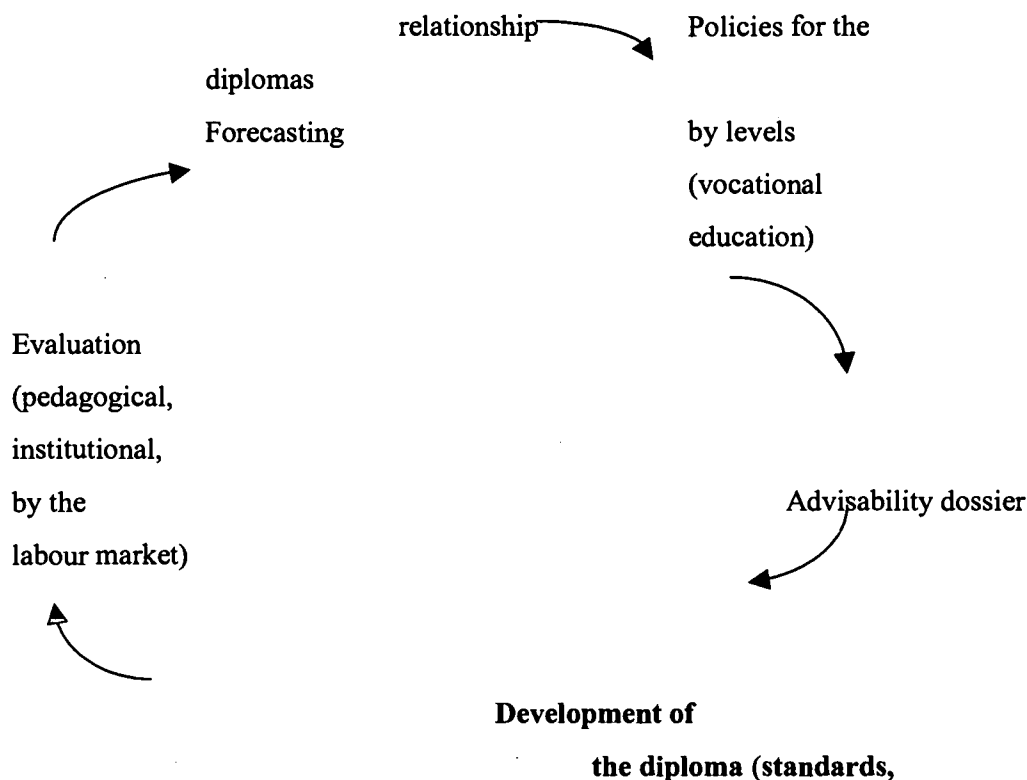 relationship Policies for the
diplomas
Forecasting by levels
(vocational
education)
Evaluation
(pedagogical,
institutional,
by the Advisability dossier
labour market)
Development of
the diploma (standards,